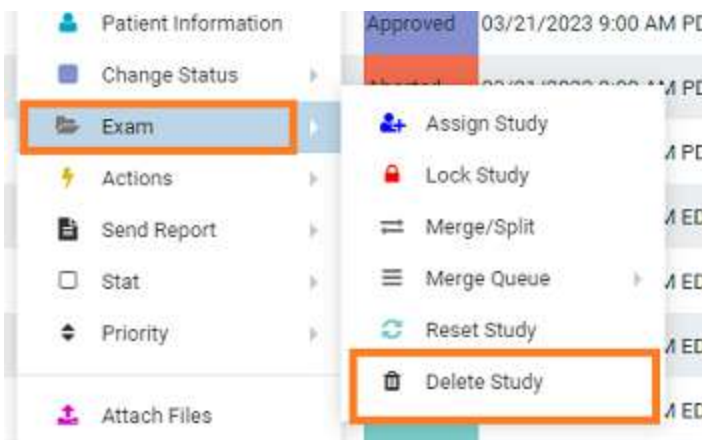 Patient Information
Approved 03/21/2023 9:00 AM PD
Change Status
Exam
Assign Study
Actions
Lock Study
Send Report
Merge/Split
Stat
Merge Queue
Priority
Reset Study
Delete Study
Attach Files